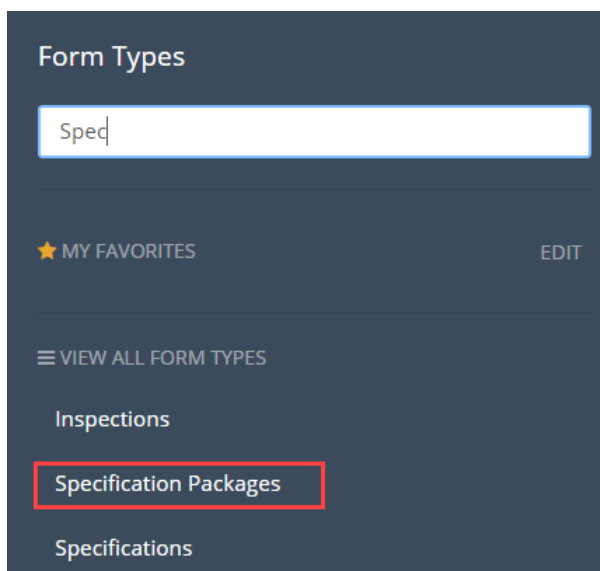 Form Types
Spec
MY FAVORITES EDIT
VIEW ALL FORM TYPES
Inspections
Specification Packages
Specifications